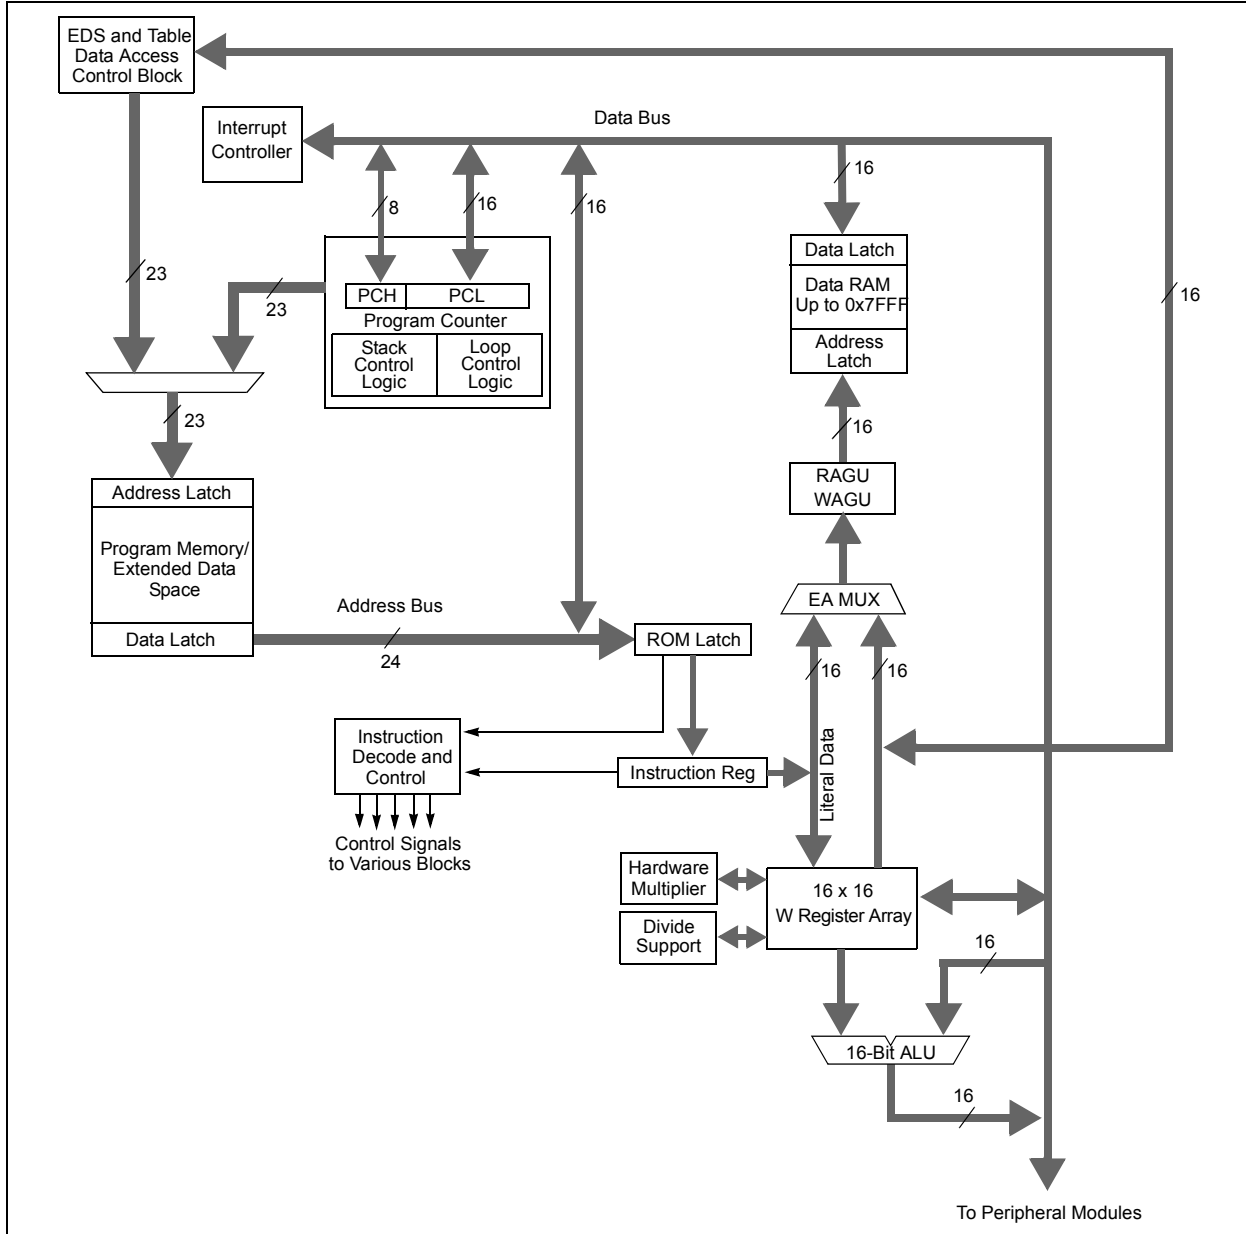 EDS and Table
Data Access
Control Block
Data Bus
Interrupt
Controller
16
8
16
16
Data Latch
Data RAM
Up to 0x7FFF
Address
Latch
23
23
16
PCH
PCL
Program Counter
Stack
Control
Logic
Loop
Control
Logic
23
16
RAGU
WAGU
Address Latch
Program Memory/
Extended Data
Space
Data Latch
Address Bus
24
EA MUX
ROM Latch
16
16
Instruction
Decode and
Control
Instruction Reg
Literal Data
Control Signals
to Various Blocks
Hardware
Multiplier
16 x 16
W Register Array
Divide
Support
16
16-Bit ALU
16
To Peripheral Modules